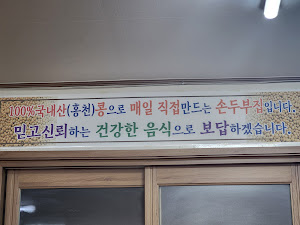 100%국내산(홍천)콩으로 매일 직접만드는 손두부집입니다.
믿고신뢰하는 건강한 음식으로 보답하겠습니다.